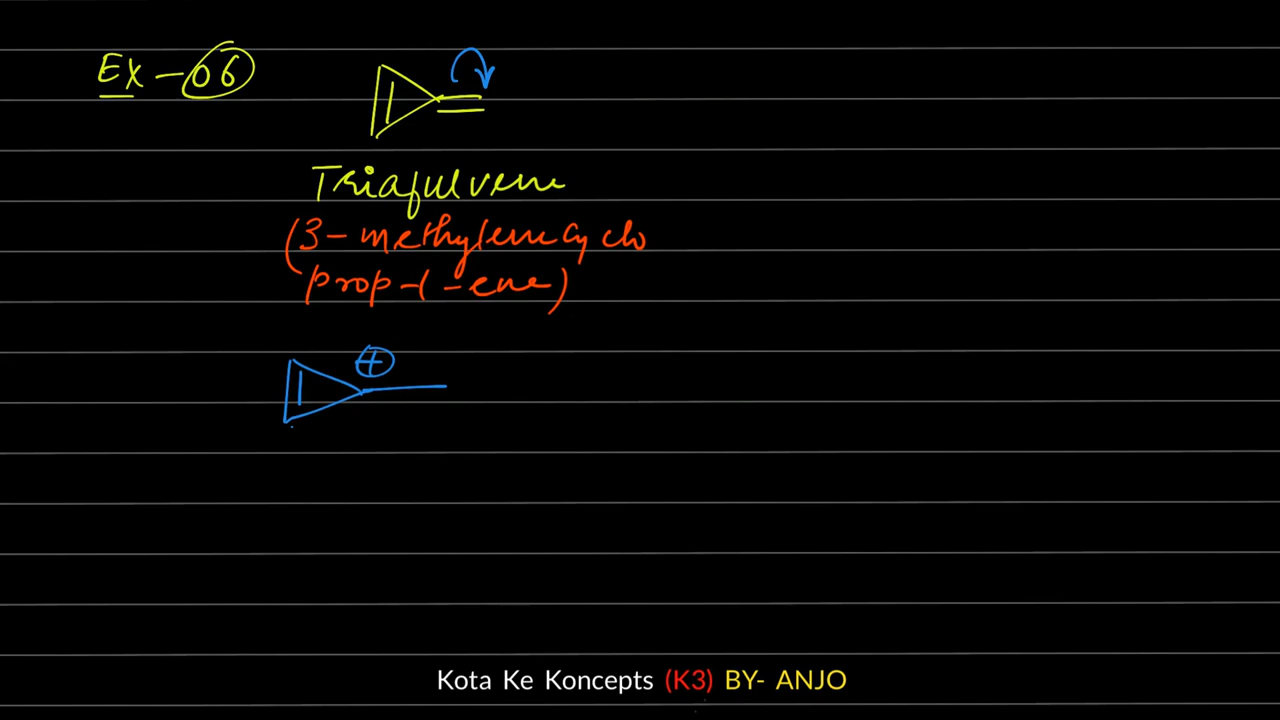 Ex - 06
Triafulvene
(3-methylenecyclo
prop-1-ene)
⊕
Kota Ke Koncepts (K3) BY- ANJO